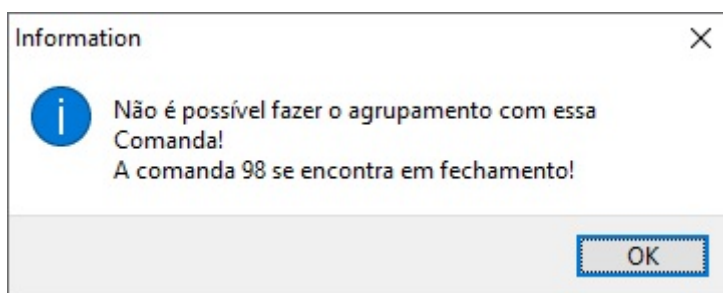 Information
Não é possível fazer o agrupamento com essa
Comanda!
A comanda 98 se encontra em fechamento!
OK